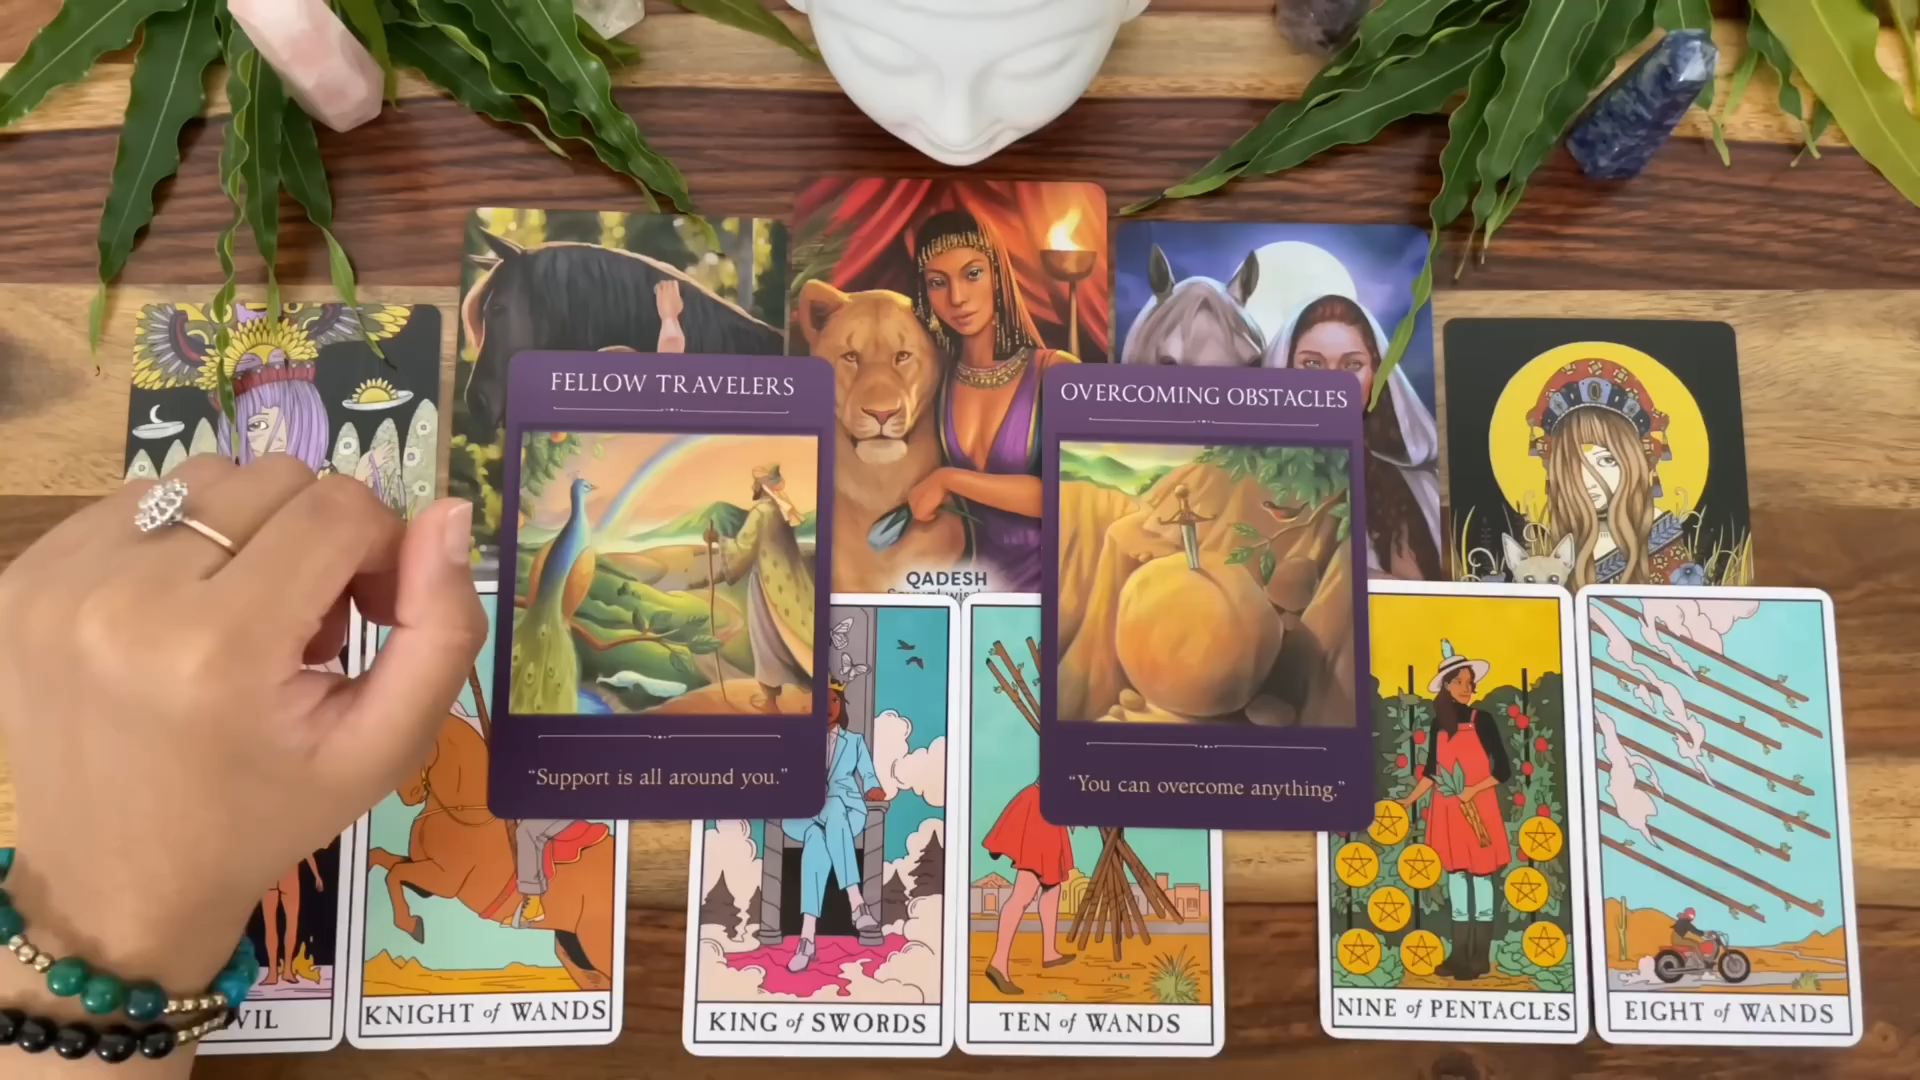 FELLOW TRAVELERS
"Support is all around you."
OVERCOMING OBSTACLES
"You can overcome anything."
QADESH
VIL
KNIGHT of WANDS
KING of SWORDS
TEN of WANDS
NINE of PENTACLES
EIGHT of WANDS